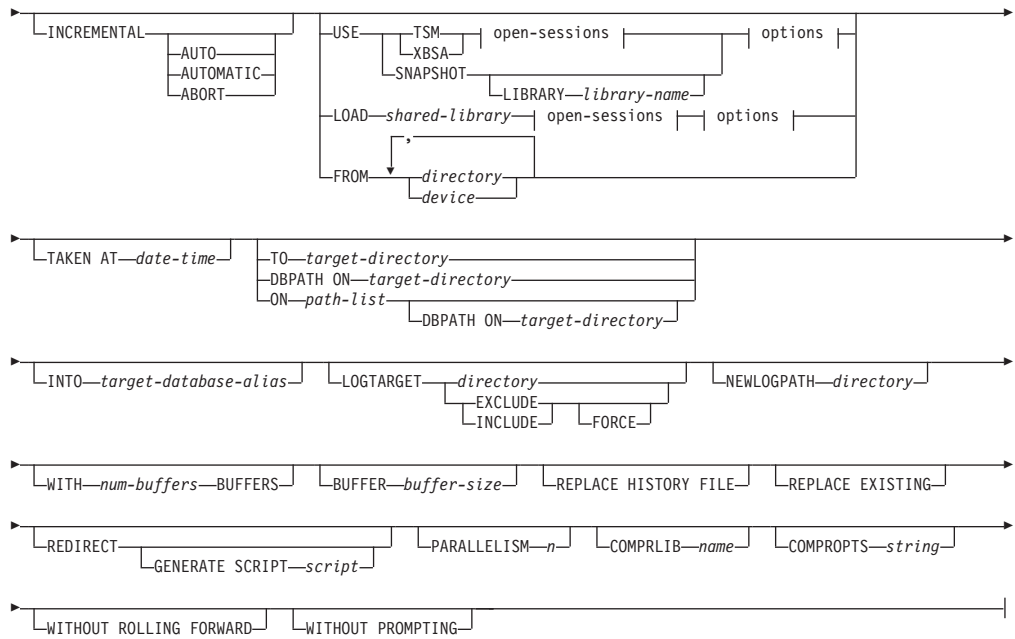 INCREMENTAL USE TSM open-sessions options
AUTO XBSA
AUTOMATIC SNAPSHOT
ABORT LIBRARY library-name
LOAD shared-library open-sessions options
,
FROM directory
device
TAKEN AT date-time TO target-directory
DBPATH ON target-directory
ON path-list
DBPATH ON target-directory
INTO target-database-alias LOGTARGET directory NEWLOGPATH directory
EXCLUDE
INCLUDE FORCE
WITH num-buffers BUFFERS BUFFER buffer-size REPLACE HISTORY FILE REPLACE EXISTING
REDIRECT PARALLELISM n COMPRLIB name COMPROPTS string
GENERATE SCRIPT script
WITHOUT ROLLING FORWARD WITHOUT PROMPTING